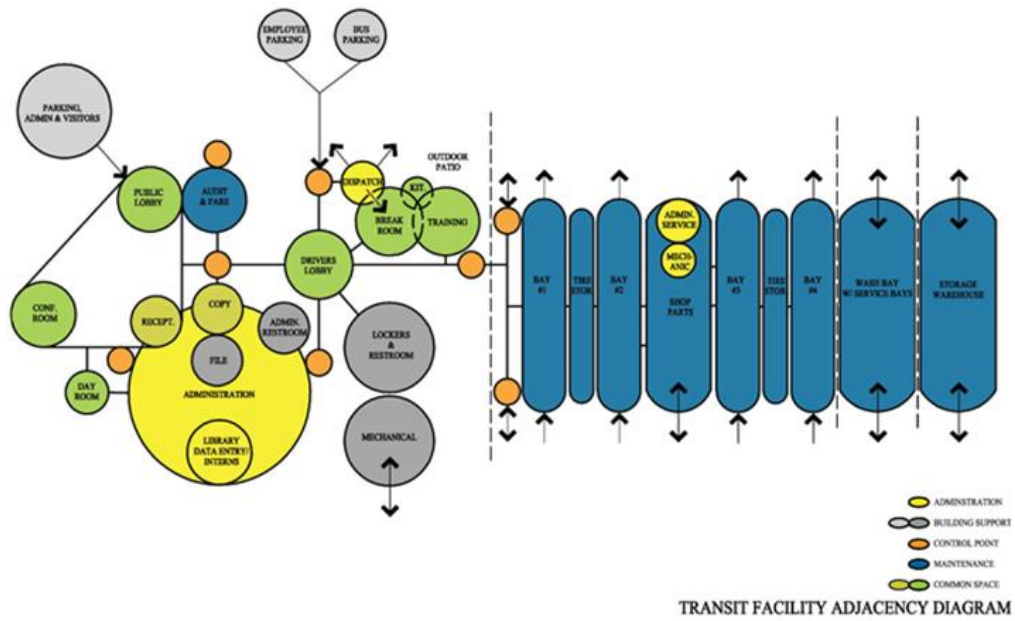 EMPLOYEE
PARKING
BUS
PARKING
PARKING,
ADMIN & VISITORS
PUBLIC
LOBBY
AUDIT
& FARE
DISPATCH
OUTDOOR
PATIO
KIT.
BREAK
ROOM
TRAINING
DRIVERS
LOBBY
CONF.
ROOM
RECEPT.
COPY
ADMIN.
RESTROOM
FILE
LOCKERS
&
RESTROOM
DAY
ROOM
ADMINISTRATION
LIBRARY
DATA ENTRY/
INTERNS
MECHANICAL
BAY
#1
TIRE
STOR.
BAY
#2
ADMIN.
SERVICE
MECH-
ANIC
SHOP
PARTS
BAY
#3
TIRE
STOR.
BAY
#4
WASH BAY
W/ SERVICE BAYS
STORAGE
WAREHOUSE
ADMINSTRATION
BUILDING SUPPORT
CONTROL POINT
MAINTENANCE
COMMON SPACE
TRANSIT FACILITY ADJACENCY DIAGRAM